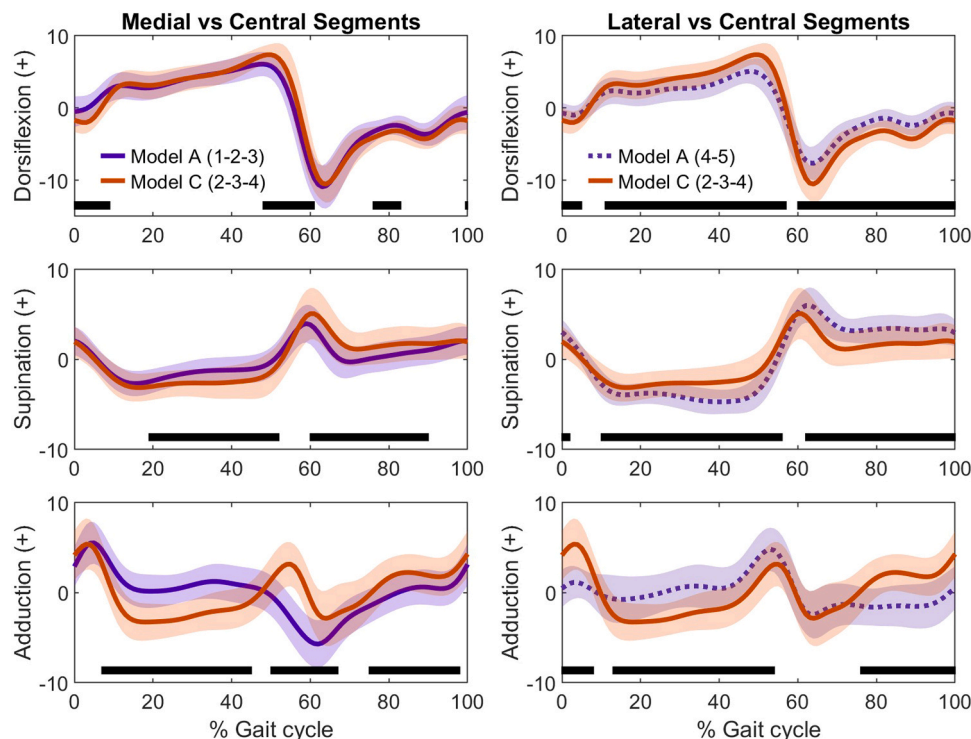 Medial vs Central Segments
Lateral vs Central Segments
Dorsiflexion (+)
10
0
-10
Model A (1-2-3)
Model C (2-3-4)
0 20 40 60 80 100
Dorsiflexion (+)
10
0
-10
Model A (4-5)
Model C (2-3-4)
0 20 40 60 80 100
Supination (+)
10
0
-10
0 20 40 60 80 100
Supination (+)
10
0
-10
0 20 40 60 80 100
Adduction (+)
10
0
-10
0 20 40 60 80 100
% Gait cycle
Adduction (+)
10
0
-10
0 20 40 60 80 100
% Gait cycle